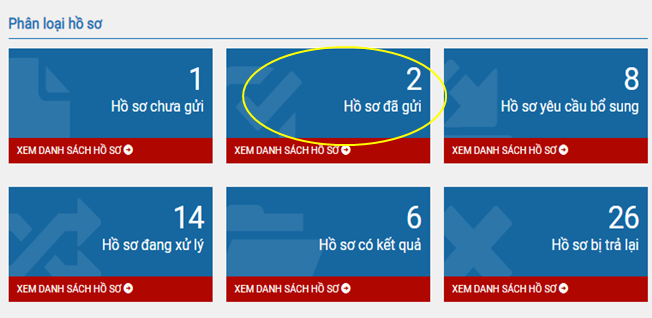 Phân loại hồ sơ
1
Hồ sơ chưa gửi
XEM DANH SÁCH HỒ SƠ
2
Hồ sơ đã gửi
XEM DANH SÁCH HỒ SƠ
8
Hồ sơ yêu cầu bổ sung
XEM DANH SÁCH HỒ SƠ
14
Hồ sơ đang xử lý
XEM DANH SÁCH HỒ SƠ
6
Hồ sơ có kết quả
XEM DANH SÁCH HỒ SƠ
26
Hồ sơ bị trả lại
XEM DANH SÁCH HỒ SƠ